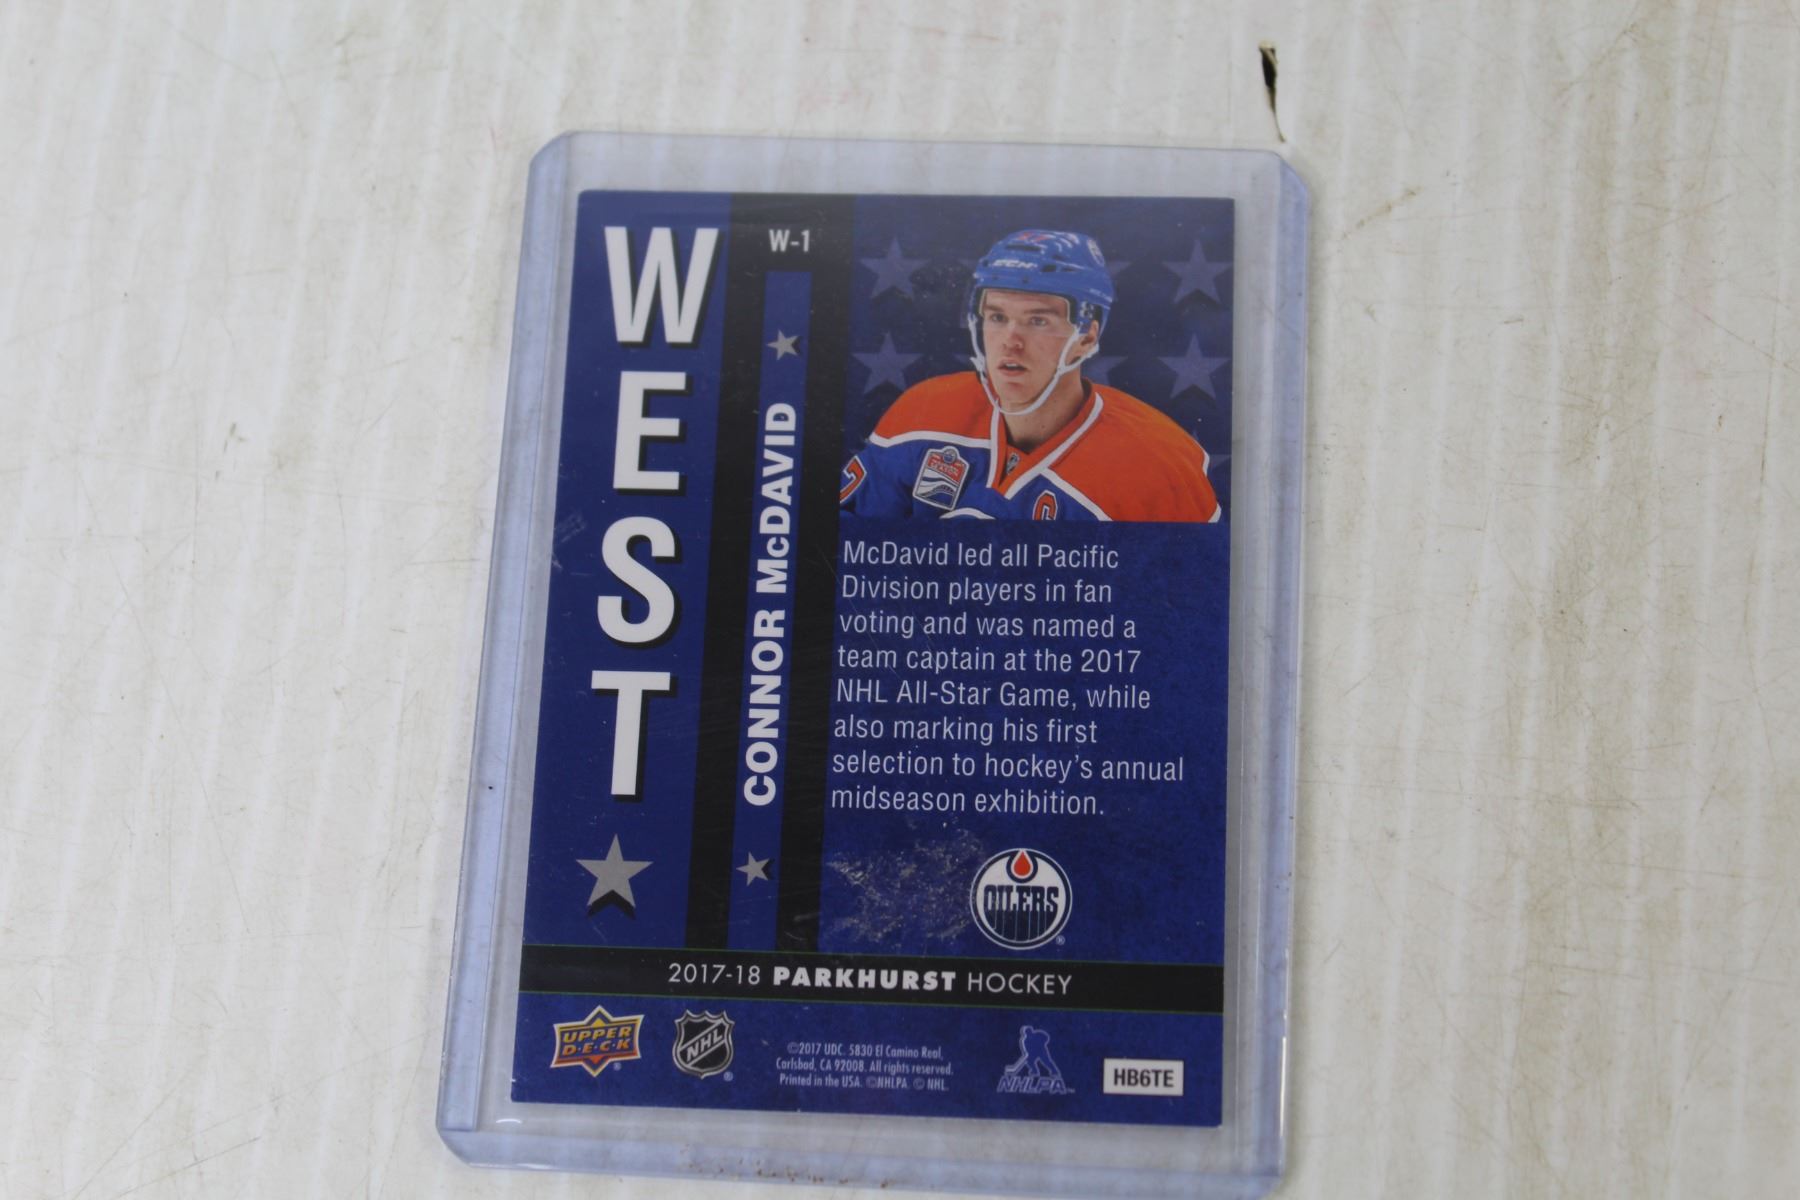 WEST
W-1
CONNOR McDAVID
CCM
C
McDavid led all Pacific
Division players in fan
voting and was named a
team captain at the 2017
NHL All-Star Game, while
also marking his first
selection to hockey's annual
midseason exhibition.
OILERS
®
2017-18 PARKHURST HOCKEY
UPPER
D·E·C·K
®
NHL
®
©2017 UDC. 5830 El Camino Real,
Carlsbad, CA 92008. All rights reserved.
Printed in the USA. ©NHLPA. © NHL.
NHLPA
HB6TE